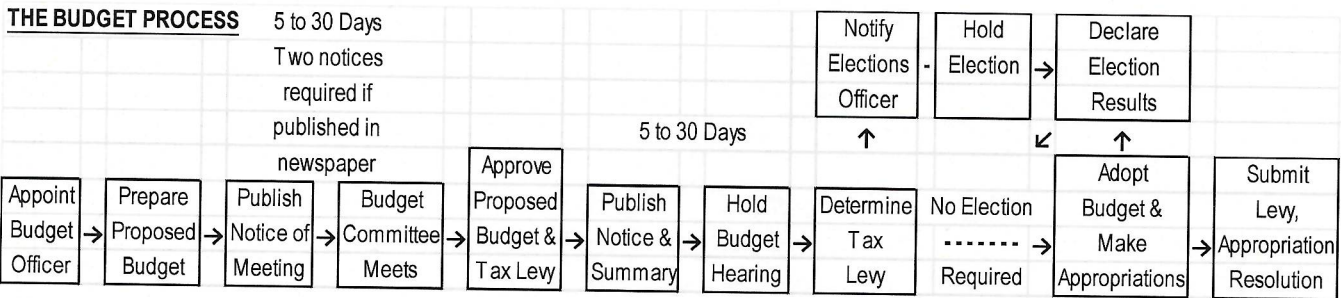 THE BUDGET PROCESS
5 to 30 Days
Two notices
required if
published in
newspaper
5 to 30 Days
Notify
Elections
Officer
-
Hold
Election
→
Declare
Election
Results
↑
↙
↑
Appoint
Budget
Officer
→
Prepare
Proposed
Budget
→
Publish
Notice of
Meeting
→
Budget
Committee
Meets
→
Approve
Proposed
Budget &
Tax Levy
→
Publish
Notice &
Summary
→
Hold
Budget
Hearing
→
Determine
Tax
Levy
No Election
------- →
Required
Adopt
Budget &
Make
Appropriations
→
Submit
Levy,
Appropriation
Resolution